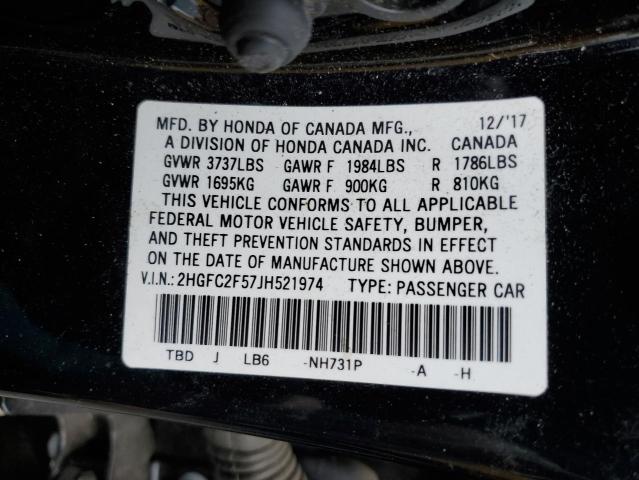 MFD. BY HONDA OF CANADA MFG., 12/'17
A DIVISION OF HONDA CANADA INC. CANADA
GVWR 3737LBS GAWR F 1984LBS R 1786LBS
GVWR 1695KG GAWR F 900KG R 810KG
THIS VEHICLE CONFORMS TO ALL APPLICABLE
FEDERAL MOTOR VEHICLE SAFETY, BUMPER,
AND THEFT PREVENTION STANDARDS IN EFFECT
ON THE DATE OF MANUFACTURE SHOWN ABOVE.
V.I.N.: 2HGFC2F57JH521974 TYPE: PASSENGER CAR
TBD J LB6 -NH731P -A -H